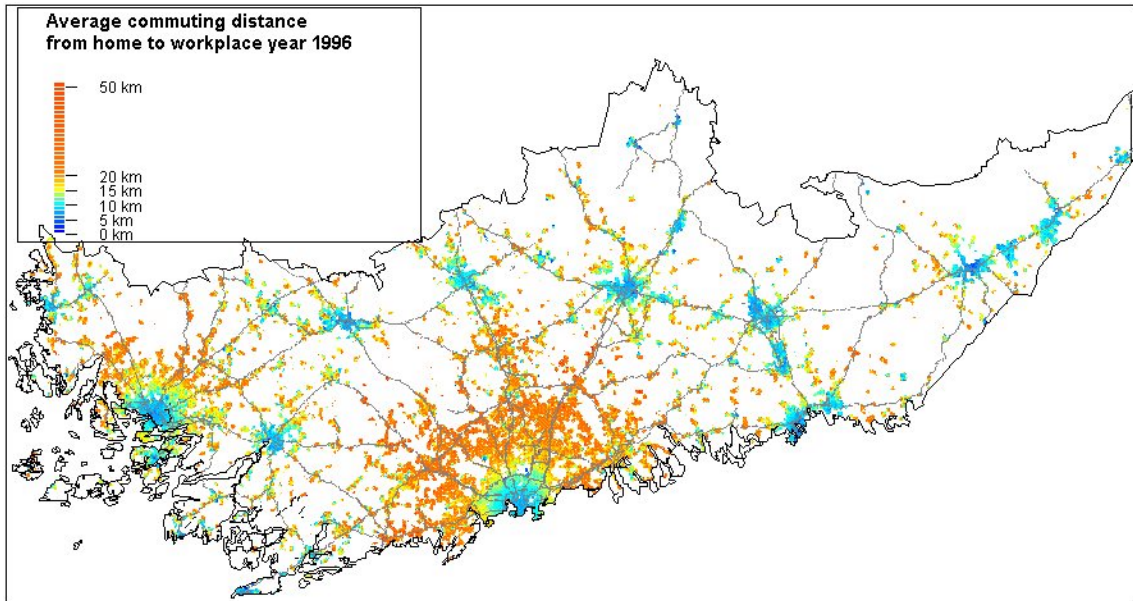 Average commuting distance
from home to workplace year 1996
50 km
20 km
15 km
10 km
5 km
0 km